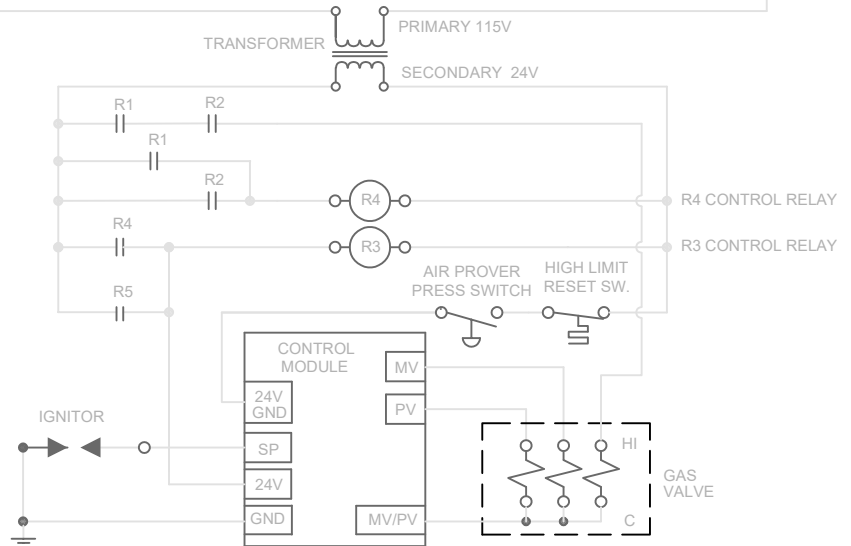 PRIMARY 115V
TRANSFORMER
SECONDARY 24V
R1
R2
R1
R2
R4
R4 CONTROL RELAY
R4
R3
R3 CONTROL RELAY
R5
AIR PROVER
PRESS SWITCH
HIGH LIMIT
RESET SW.
CONTROL
MODULE
MV
24V
GND
PV
IGNITOR
SP
HI
24V
GAS
VALVE
GND
MV/PV
C